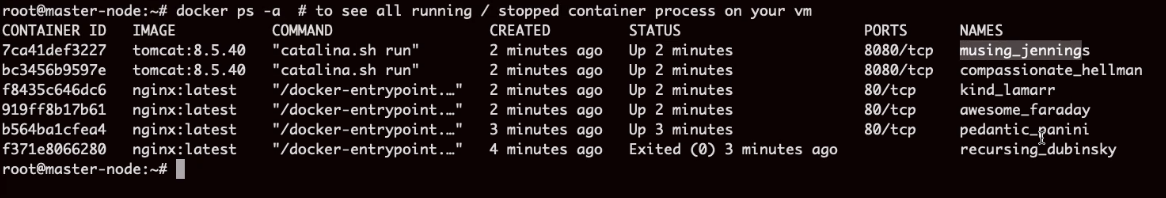 root@master-node:~# docker ps -a  # to see all running / stopped container process on your vm
CONTAINER ID   IMAGE           COMMAND                  CREATED         STATUS                     PORTS      NAMES
7ca41def3227   tomcat:8.5.40   "catalina.sh run"        2 minutes ago   Up 2 minutes               8080/tcp   musing_jennings
bc3456b9597e   tomcat:8.5.40   "catalina.sh run"        2 minutes ago   Up 2 minutes               8080/tcp   compassionate_hellman
f8435c646dc6   nginx:latest    "/docker-entrypoint.…"   2 minutes ago   Up 2 minutes               80/tcp     kind_lamarr
919ff8b17b61   nginx:latest    "/docker-entrypoint.…"   2 minutes ago   Up 2 minutes               80/tcp     awesome_faraday
b564ba1cfea4   nginx:latest    "/docker-entrypoint.…"   3 minutes ago   Up 3 minutes               80/tcp     pedantic_panini
f371e8066280   nginx:latest    "/docker-entrypoint.…"   4 minutes ago   Exited (0) 3 minutes ago              recursing_dubinsky
root@master-node:~#